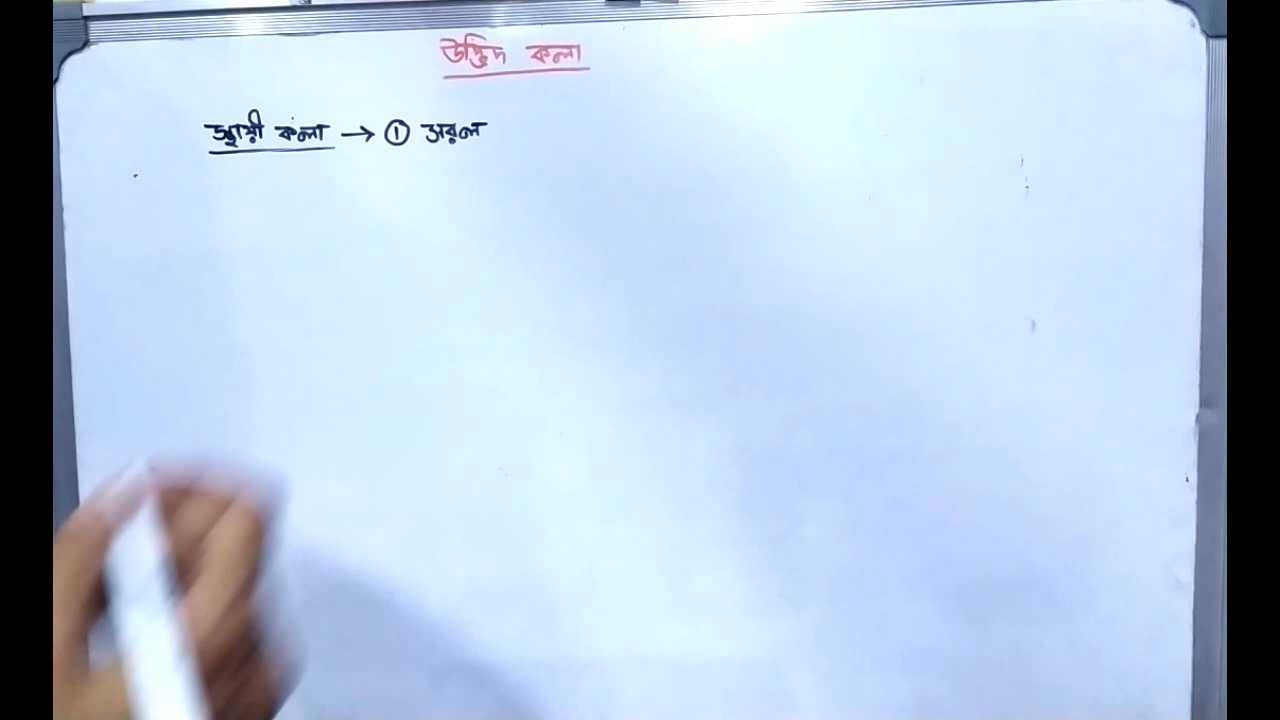 উদ্ভিদ কলা
স্থায়ী কলা → ① সরল